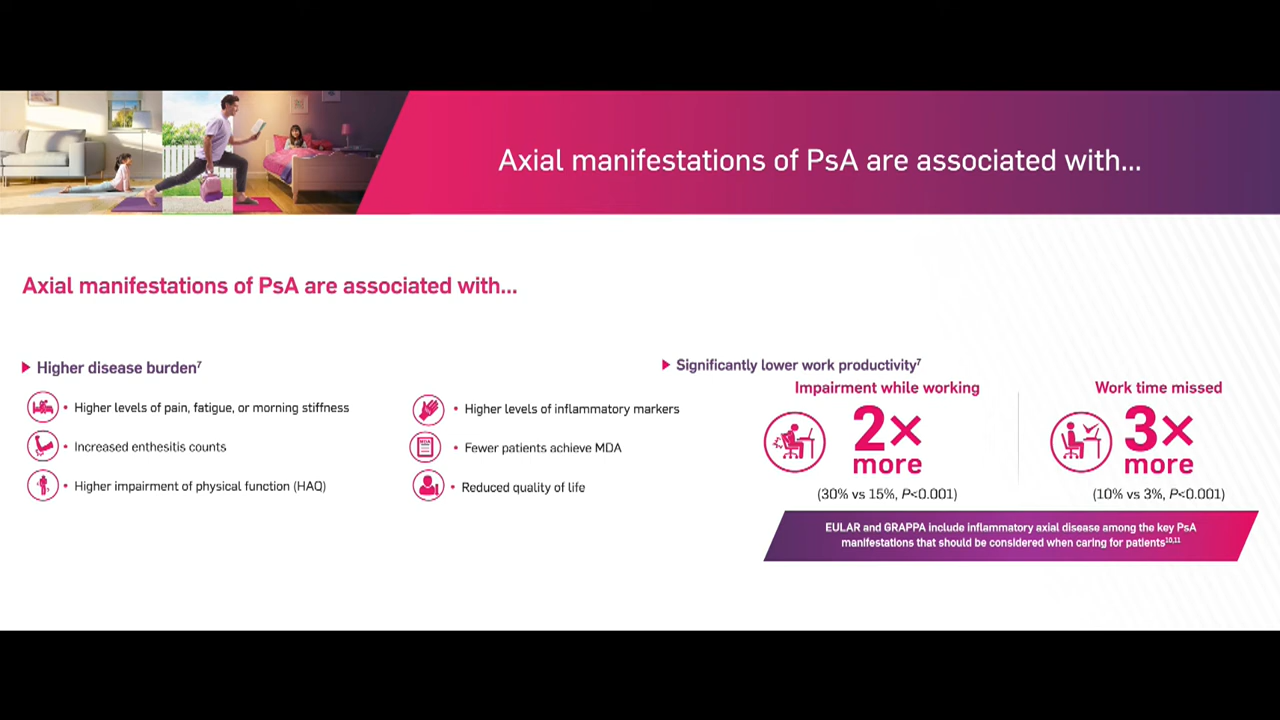 Axial manifestations of PsA are associated with...
Axial manifestations of PsA are associated with...
Higher disease burden⁷
• Higher levels of pain, fatigue, or morning stiffness
• Increased enthesitis counts
• Higher impairment of physical function (HAQ)
• Higher levels of inflammatory markers
MDA
• Fewer patients achieve MDA
• Reduced quality of life
Significantly lower work productivity⁷
Impairment while working
2×
more
(30% vs 15%, P<0.001)
Work time missed
3×
more
(10% vs 3%, P<0.001)
EULAR and GRAPPA include inflammatory axial disease among the key PsA
manifestations that should be considered when caring for patients¹⁰,¹¹